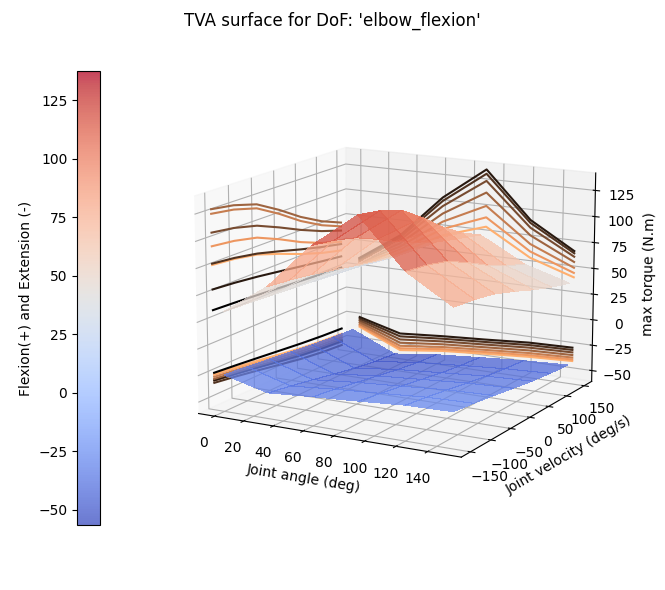 TVA surface for DoF: 'elbow_flexion'
Flexion(+) and Extension (-)
125
100
75
50
25
0
−25
−50
125
100
75
50
25
0
−25
−50
max torque (N.m)
0 20 40 60 80 100 120 140
Joint angle (deg)
−150 −100 −50 0 50 100 150
Joint velocity (deg/s)